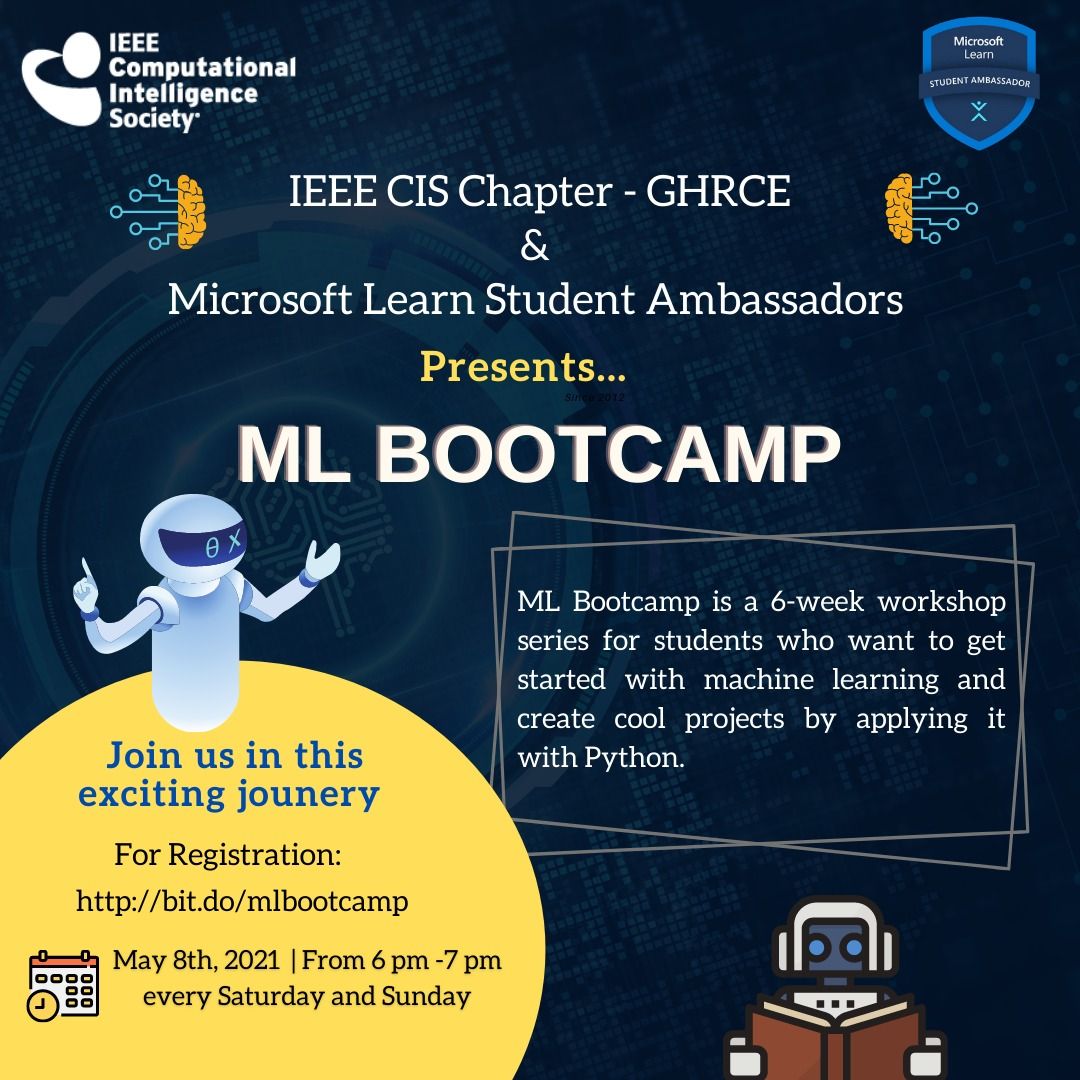 IEEE
Computational
Intelligence
Society
Microsoft
Learn
STUDENT AMBASSADOR
IEEE CIS Chapter - GHRCE
&
Microsoft Learn Student Ambassadors
Presents...
Since 2012
ML BOOTCAMP
θ X
ML Bootcamp is a 6-week workshop
series for students who want to get
started with machine learning and
create cool projects by applying it
with Python.
Join us in this
exciting jounery
For Registration:
http://bit.do/mlbootcamp
May 8th, 2021 | From 6 pm -7 pm
every Saturday and Sunday